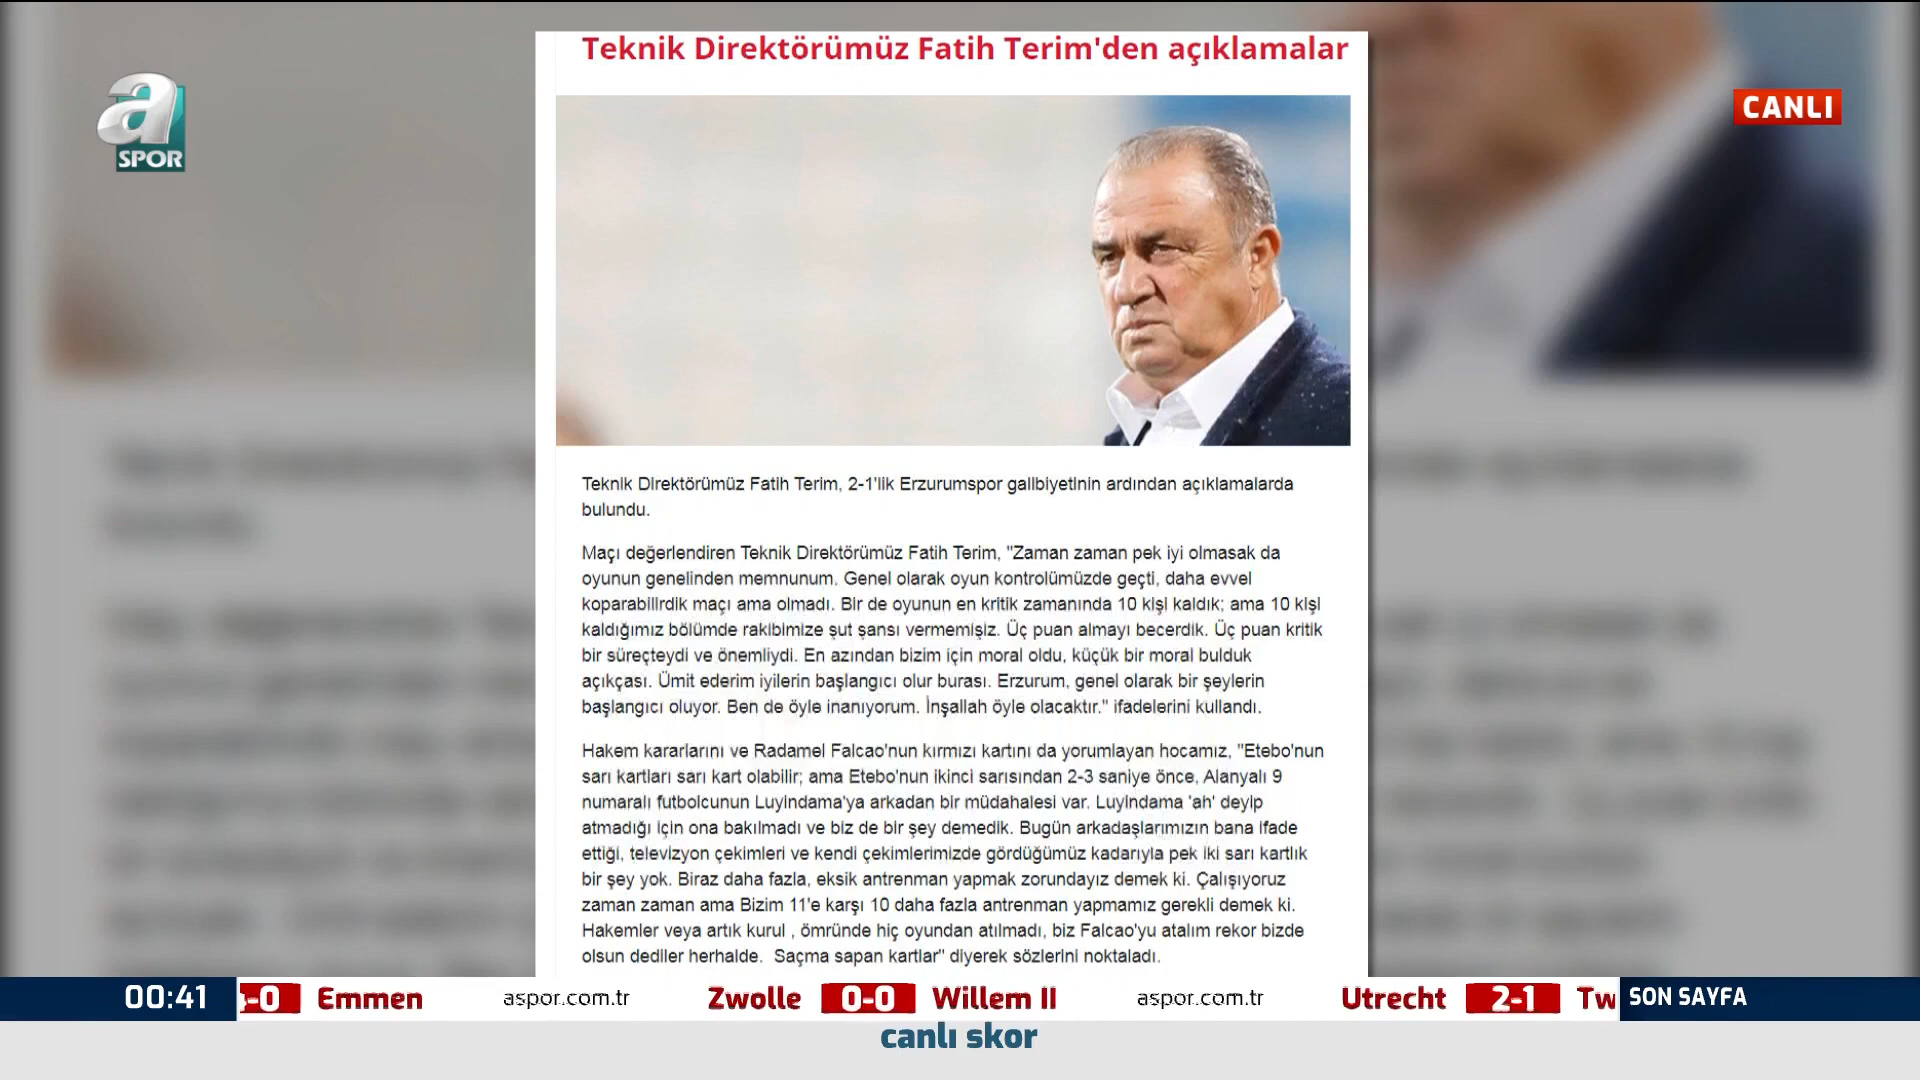 Teknik Direktörümüz Fatih Terim'den açıklamalar
a
SPOR
CANLI
Teknik Direktörümüz Fatih Terim, 2-1'lik Erzurumspor galibiyetinin ardından açıklamalarda
bulundu.
Maçı değerlendiren Teknik Direktörümüz Fatih Terim, "Zaman zaman pek iyi olmasak da
oyunun genelinden memnunum. Genel olarak oyun kontrolümüzde geçti, daha evvel
koparabilirdik maçı ama olmadı. Bir de oyunun en kritik zamanında 10 kişi kaldık; ama 10 kişi
kaldığımız bölümde rakibimize şut şansı vermemişiz. Üç puan almayı becerdik. Üç puan kritik
bir süreçteydi ve önemliydi. En azından bizim için moral oldu, küçük bir moral bulduk
açıkçası. Ümit ederim iyilerin başlangıcı olur burası. Erzurum, genel olarak bir şeylerin
başlangıcı oluyor. Ben de öyle inanıyorum. İnşallah öyle olacaktır." ifadelerini kullandı.
Hakem kararlarını ve Radamel Falcao'nun kırmızı kartını da yorumlayan hocamız, "Etebo'nun
sarı kartları sarı kart olabilir; ama Etebo'nun ikinci sarısından 2-3 saniye önce, Alanyalı 9
numaralı futbolcunun Luyindama'ya arkadan bir müdahalesi var. Luyindama 'ah' deyip
atmadığı için ona bakılmadı ve biz de bir şey demedik. Bugün arkadaşlarımızın bana ifade
ettiği, televizyon çekimleri ve kendi çekimlerimizde gördüğümüz kadarıyla pek iki sarı kartlık
bir şey yok. Biraz daha fazla, eksik antrenman yapmak zorundayız demek ki. Çalışıyoruz
zaman zaman ama Bizim 11'e karşı 10 daha fazla antrenman yapmamız gerekli demek ki.
Hakemler veya artık kurul , ömründe hiç oyundan atılmadı, biz Falcao'yu atalım rekor bizde
olsun dediler herhalde.  Saçma sapan kartlar" diyerek sözlerini noktaladı.
00:41 -0 Emmen aspor.com.tr Zwolle 0-0 Willem II aspor.com.tr Utrecht 2-1 Tw SON SAYFA
canlı skor